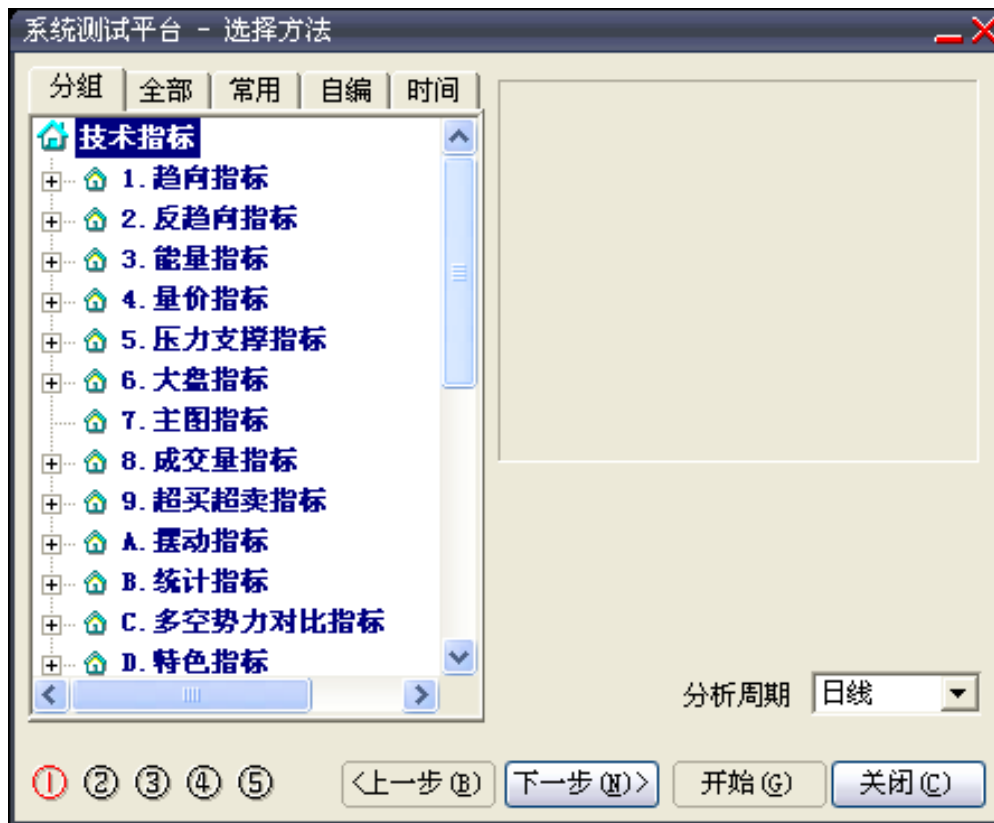 系统测试平台 - 选择方法
分组 全部 常用 自编 时间
技术指标
1.趋向指标
2.反趋向指标
3.能量指标
4.量价指标
5.压力支撑指标
6.大盘指标
7.主图指标
8.成交量指标
9.超买超卖指标
A.摆动指标
B.统计指标
C.多空势力对比指标
D.特色指标
分析周期 日线
① ② ③ ④ ⑤ <上一步(B) 下一步(N)> 开始(G) 关闭(C)